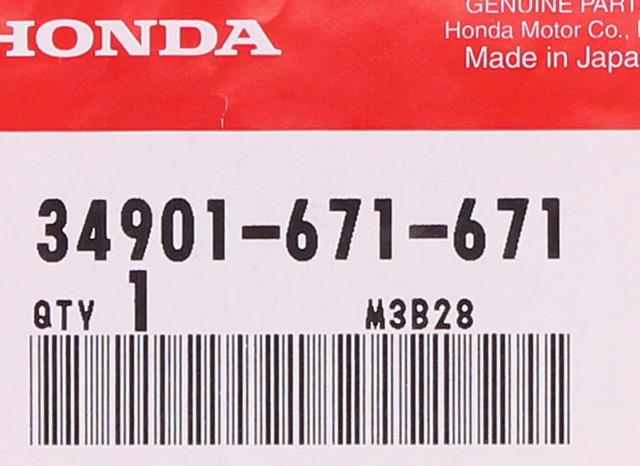 HONDA
GENUINE PART
Honda Motor Co.,
Made in Japa
34901-671-671
QTY 1 M3B28